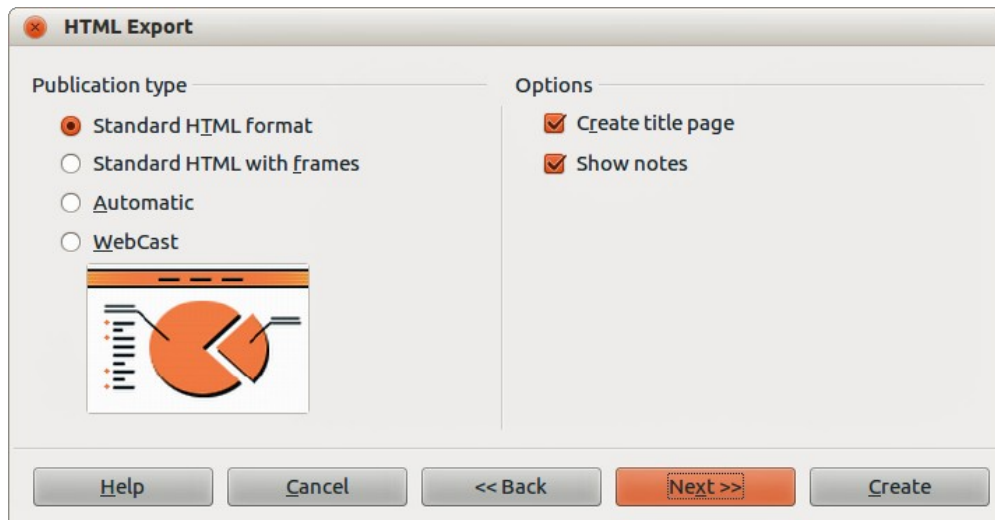 HTML Export
Publication type
Standard HTML format
Standard HTML with frames
Automatic
WebCast
Options
Create title page
Show notes
Help
Cancel
<< Back
Next >>
Create